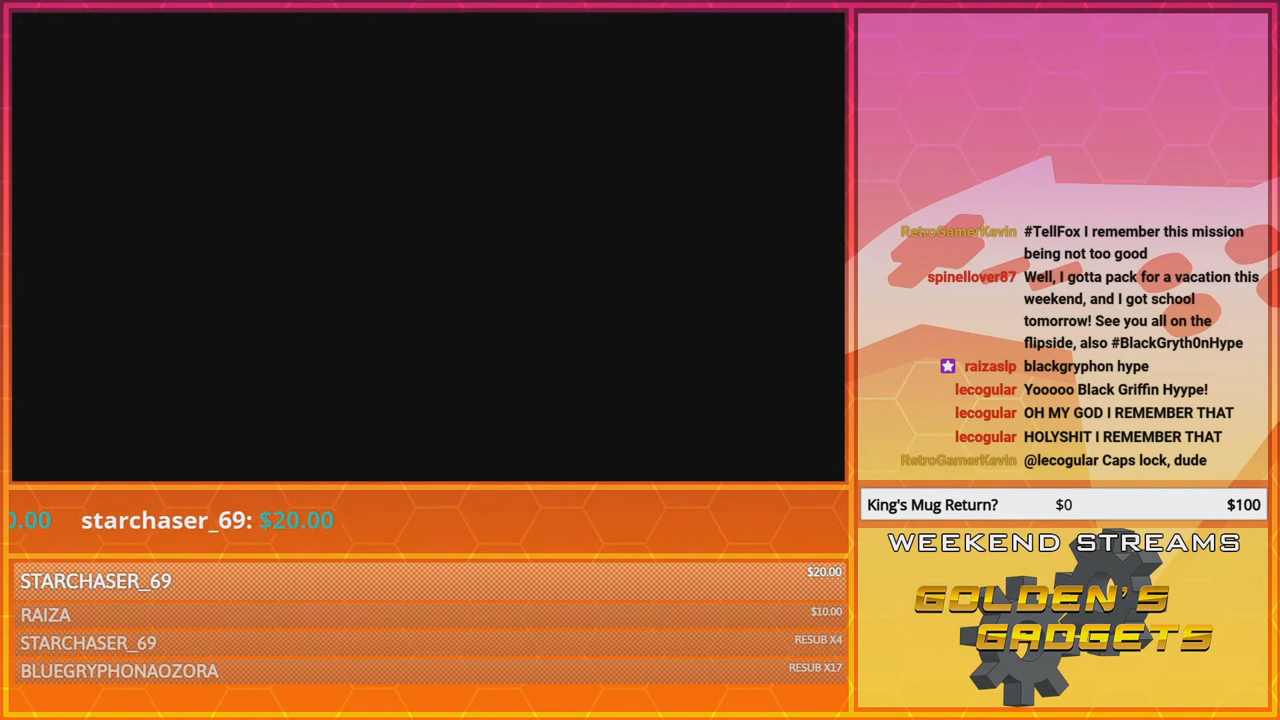 RetroGamerKevin #TellFox I remember this mission
being not too good
spinellover87 Well, I gotta pack for a vacation this
weekend, and I got school
tomorrow! See you all on the
flipside, also #BlackGryth0nHype
raizaslp blackgryphon hype
lecogular Yooooo Black Griffin Hyype!
lecogular OH MY GOD I REMEMBER THAT
lecogular HOLYSHIT I REMEMBER THAT
RetroGamerKevin @lecogular Caps lock, dude
King's Mug Return? $0 $100
0.00 starchaser_69: $20.00
STARCHASER_69 $20.00
RAIZA $10.00
STARCHASER_69 RESUB X4
BLUEGRYPHONAOZORA RESUB X17
WEEKEND STREAMS
GOLDEN'S
GADGETS